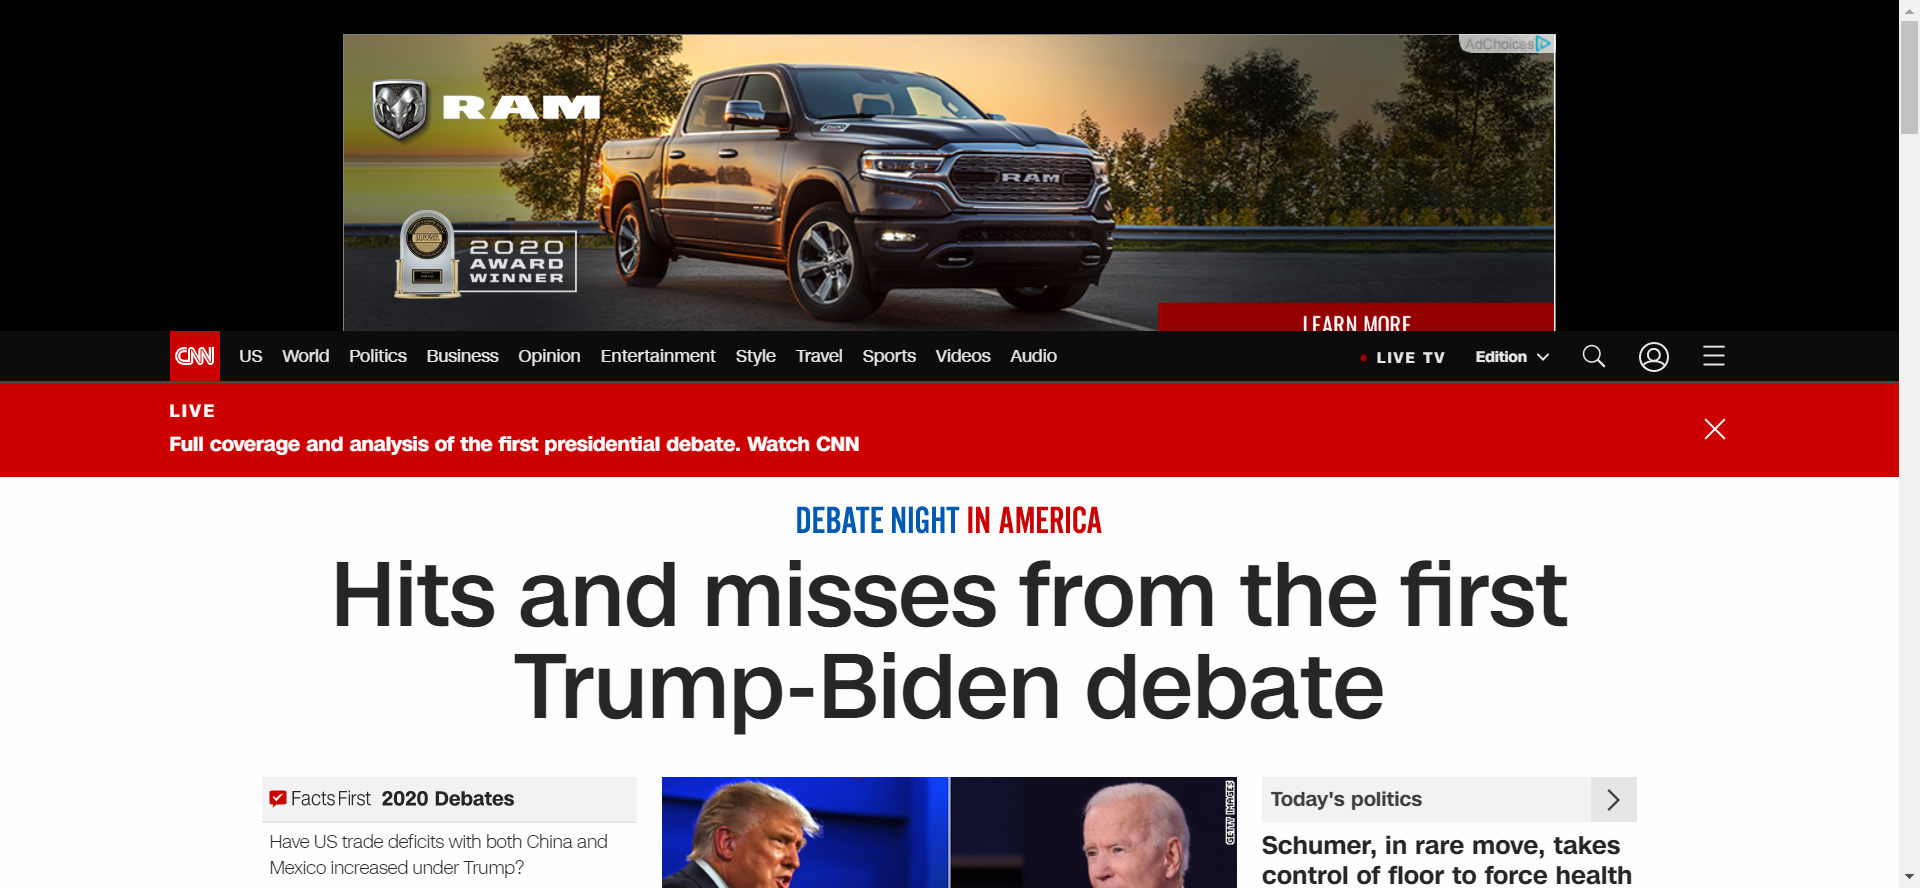 AdChoices
RAM
RAM
2020
AWARD
WINNER
LEARN MORE
CNN
US World Politics Business Opinion Entertainment Style Travel Sports Videos Audio
LIVE TV Edition
LIVE
Full coverage and analysis of the first presidential debate. Watch CNN
DEBATE NIGHT IN AMERICA
Hits and misses from the first
Trump-Biden debate
Facts First 2020 Debates
Have US trade deficits with both China and
Mexico increased under Trump?
GETTY IMAGES
Today's politics
Schumer, in rare move, takes
control of floor to force health